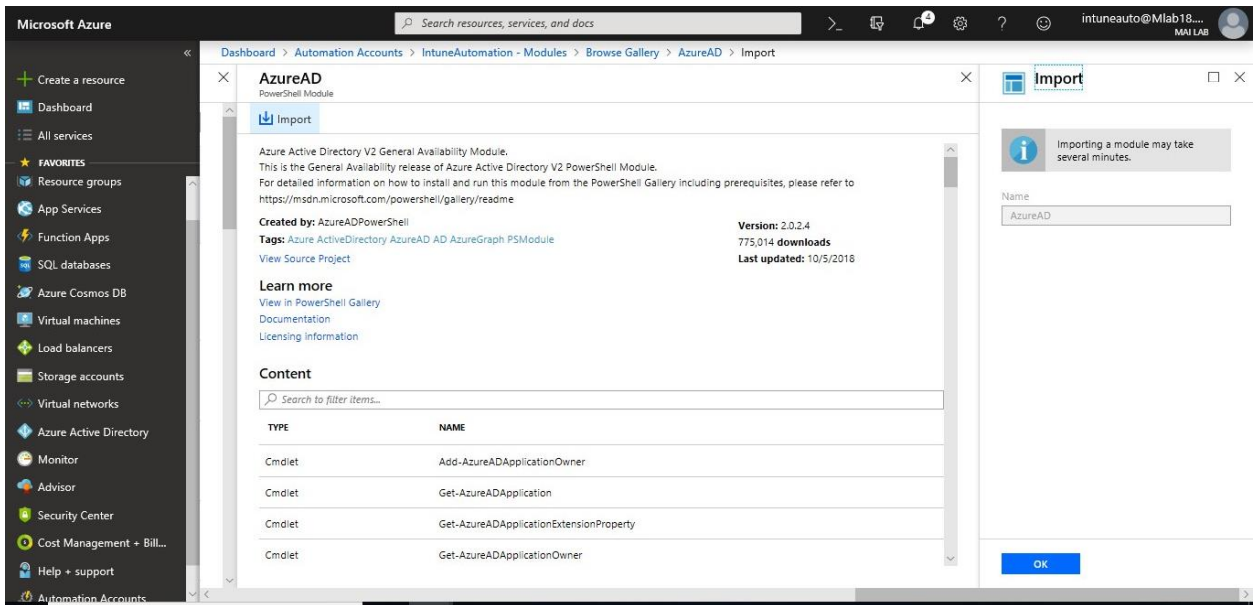 Microsoft Azure
Search resources, services, and docs
4
intuneauto@Mlab18....
MAI LAB
Dashboard > Automation Accounts > IntuneAutomation - Modules > Browse Gallery > AzureAD > Import
Create a resource
Dashboard
All services
FAVORITES
Resource groups
App Services
Function Apps
SQL databases
Azure Cosmos DB
Virtual machines
Load balancers
Storage accounts
Virtual networks
Azure Active Directory
Monitor
Advisor
Security Center
Cost Management + Bill...
Help + support
Automation Accounts
AzureAD
PowerShell Module
Import
Azure Active Directory V2 General Availability Module.
This is the General Availability release of Azure Active Directory V2 PowerShell Module.
For detailed information on how to install and run this module from the PowerShell Gallery including prerequisites, please refer to
https://msdn.microsoft.com/powershell/gallery/readme
Created by: AzureADPowerShell
Tags: Azure ActiveDirectory AzureAD AD AzureGraph PSModule
View Source Project
Version: 2.0.2.4
775,014 downloads
Last updated: 10/5/2018
Learn more
View in PowerShell Gallery
Documentation
Licensing information
Content
Search to filter items...
TYPE NAME
Cmdlet Add-AzureADApplicationOwner
Cmdlet Get-AzureADApplication
Cmdlet Get-AzureADApplicationExtensionProperty
Cmdlet Get-AzureADApplicationOwner
Import
Importing a module may take
several minutes.
Name
AzureAD
OK